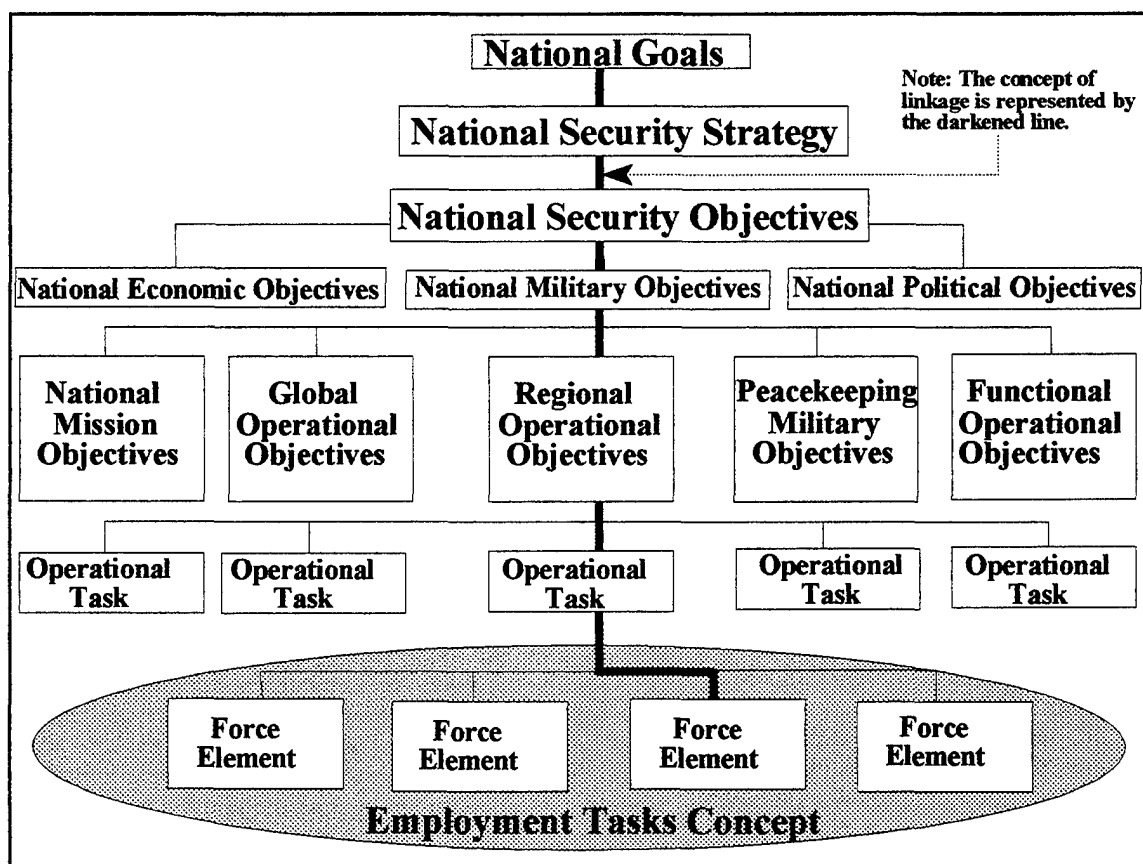 National Goals
Note: The concept of
linkage is represented by
the darkened line.
National Security Strategy
National Security Objectives
National Economic Objectives
National Military Objectives
National Political Objectives
National
Mission
Objectives
Global
Operational
Objectives
Regional
Operational
Objectives
Peacekeeping
Military
Objectives
Functional
Operational
Objectives
Operational
Task
Operational
Task
Operational
Task
Operational
Task
Operational
Task
Force
Element
Force
Element
Force
Element
Force
Element
Employment Tasks Concept